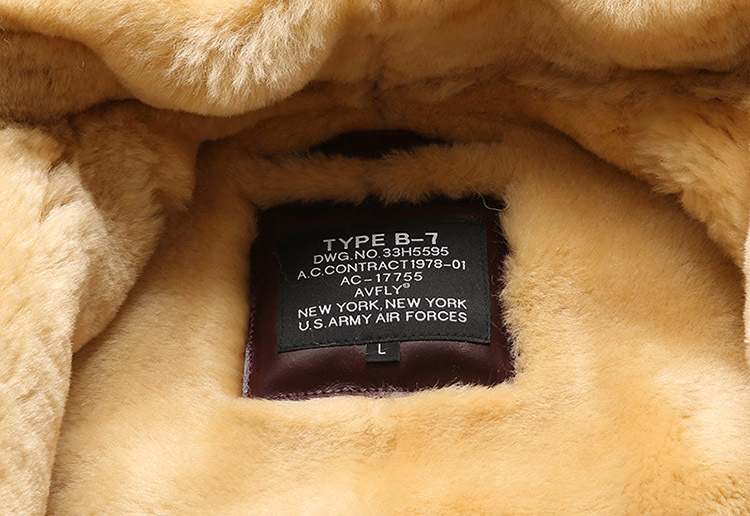 TYPE B-7
DWG.NO.33H5595
A.C.CONTRACT1978-01
AC-17755
AVFLY®
NEW YORK, NEW YORK
U.S.ARMY AIR FORCES
L